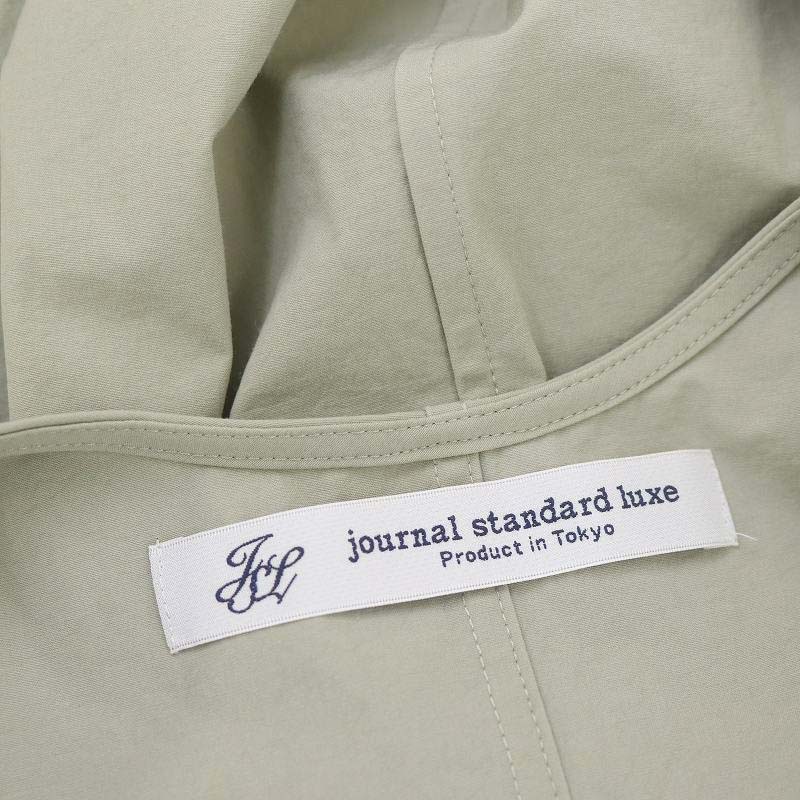 JSL
journal standard luxe
Product in Tokyo